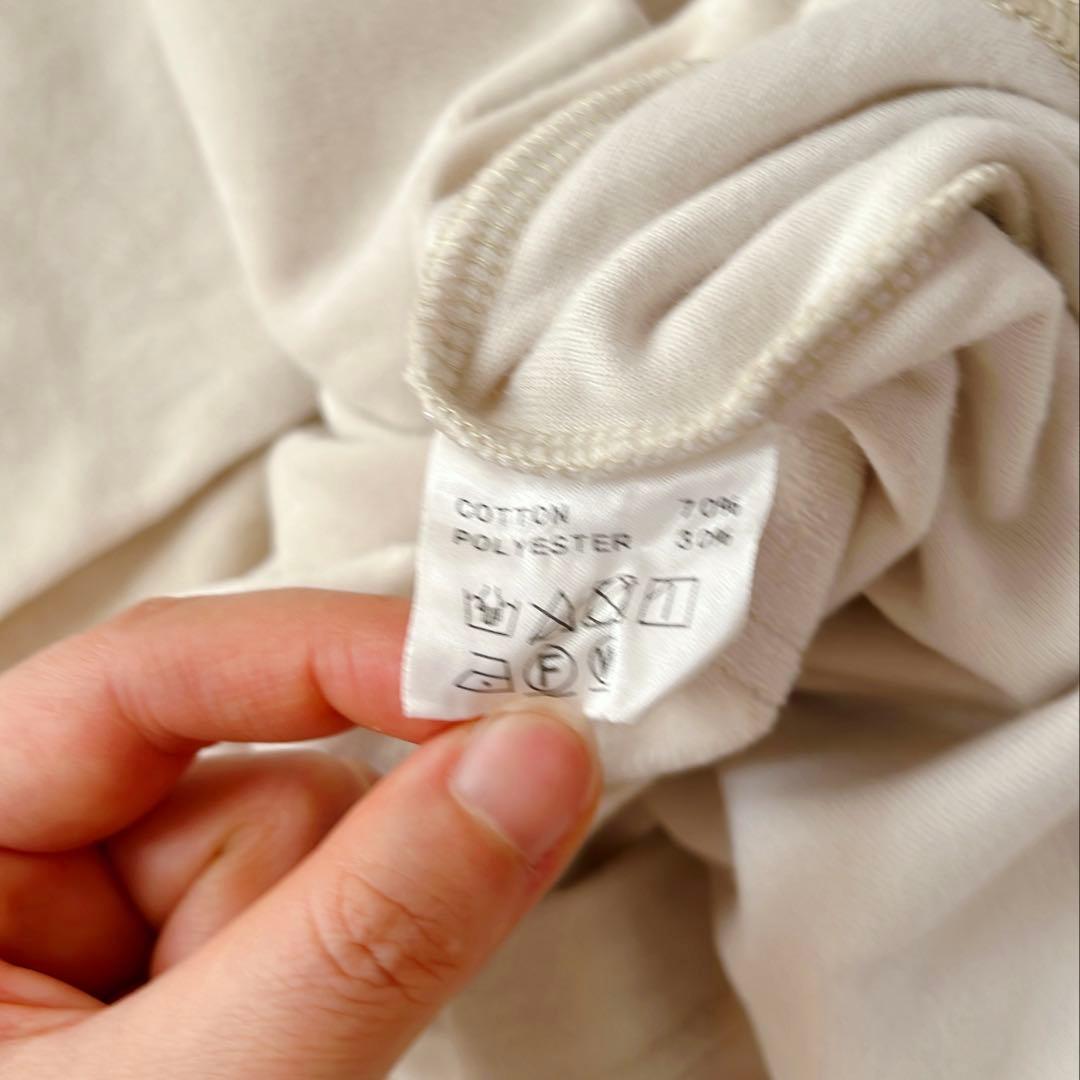 COTTON 70%
POLYESTER 30%
F W